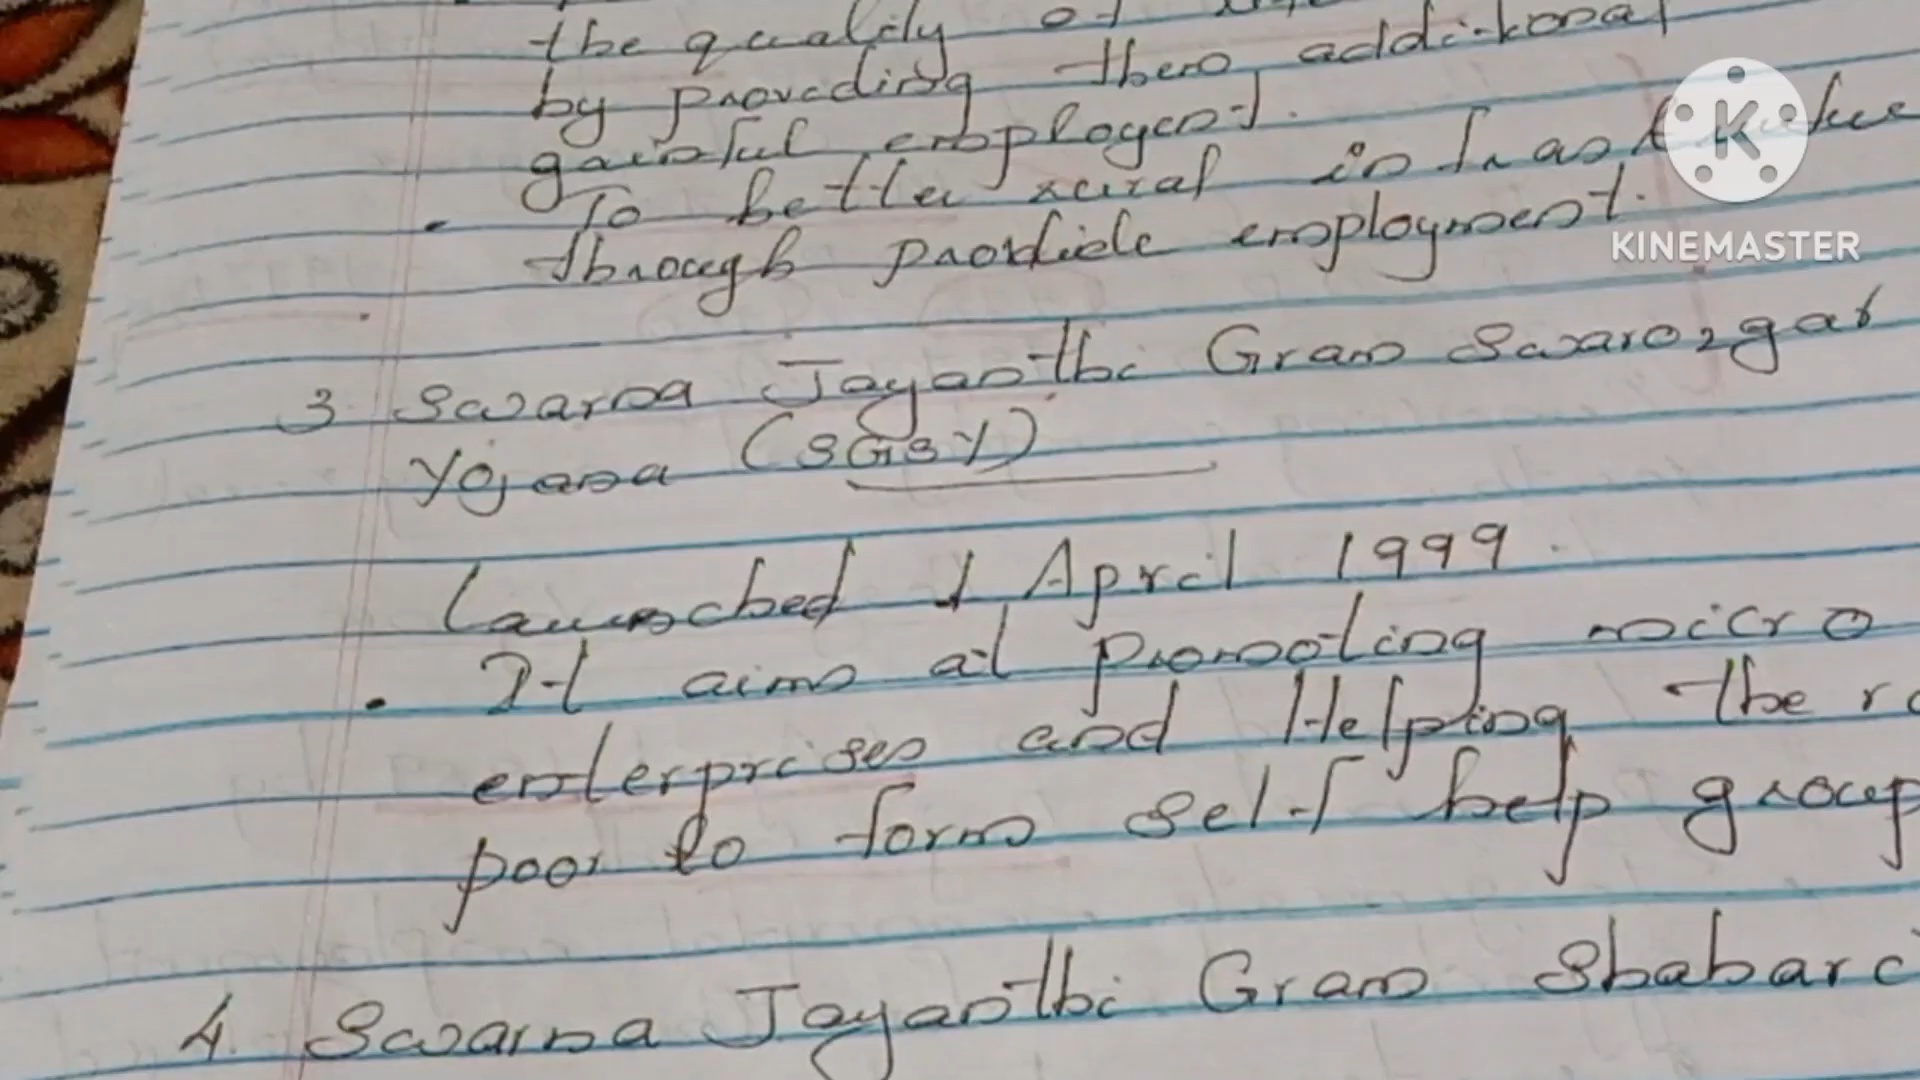 the quality of
by providing them additional
gainful employent.
. To better rural infrastructure
through provide employment.
3 Swarna Jayanthi Gram Swarozgar
Yojana (SGSY)
Launched 1 April 1999.
. It aims at promoting micro
enterprises and Helping the
poor to form self help group
4. Swarna Jayanthi Gram Shahari
KINEMASTER